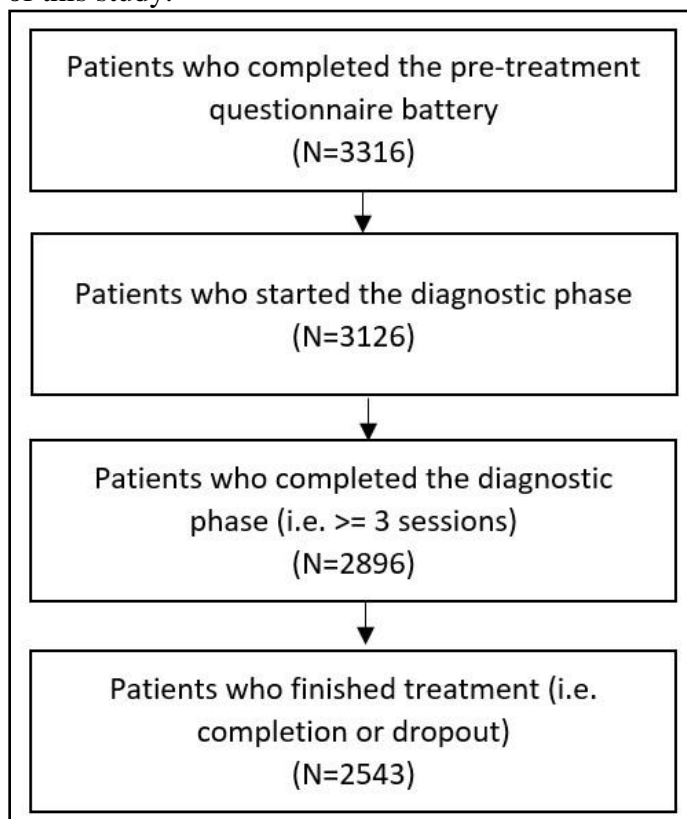 of this study.
Patients who completed the pre-treatment
questionnaire battery
(N=3316)
Patients who started the diagnostic phase
(N=3126)
Patients who completed the diagnostic
phase (i.e. >= 3 sessions)
(N=2896)
Patients who finished treatment (i.e.
completion or dropout)
(N=2543)